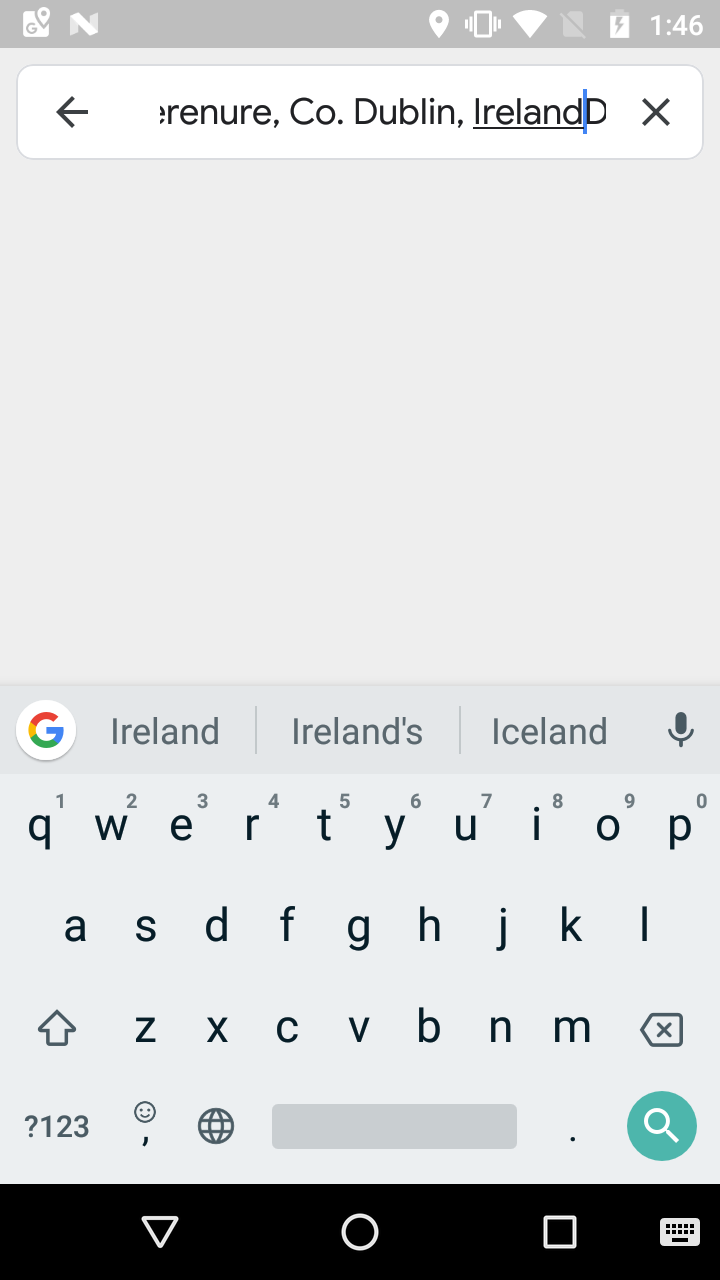 1:46
erenure, Co. Dublin, IrelandD
Ireland Ireland's Iceland
1 2 3 4 5 6 7 8 9 0
q w e r t y u i o p
a s d f g h j k l
z x c v b n m
?123 , .